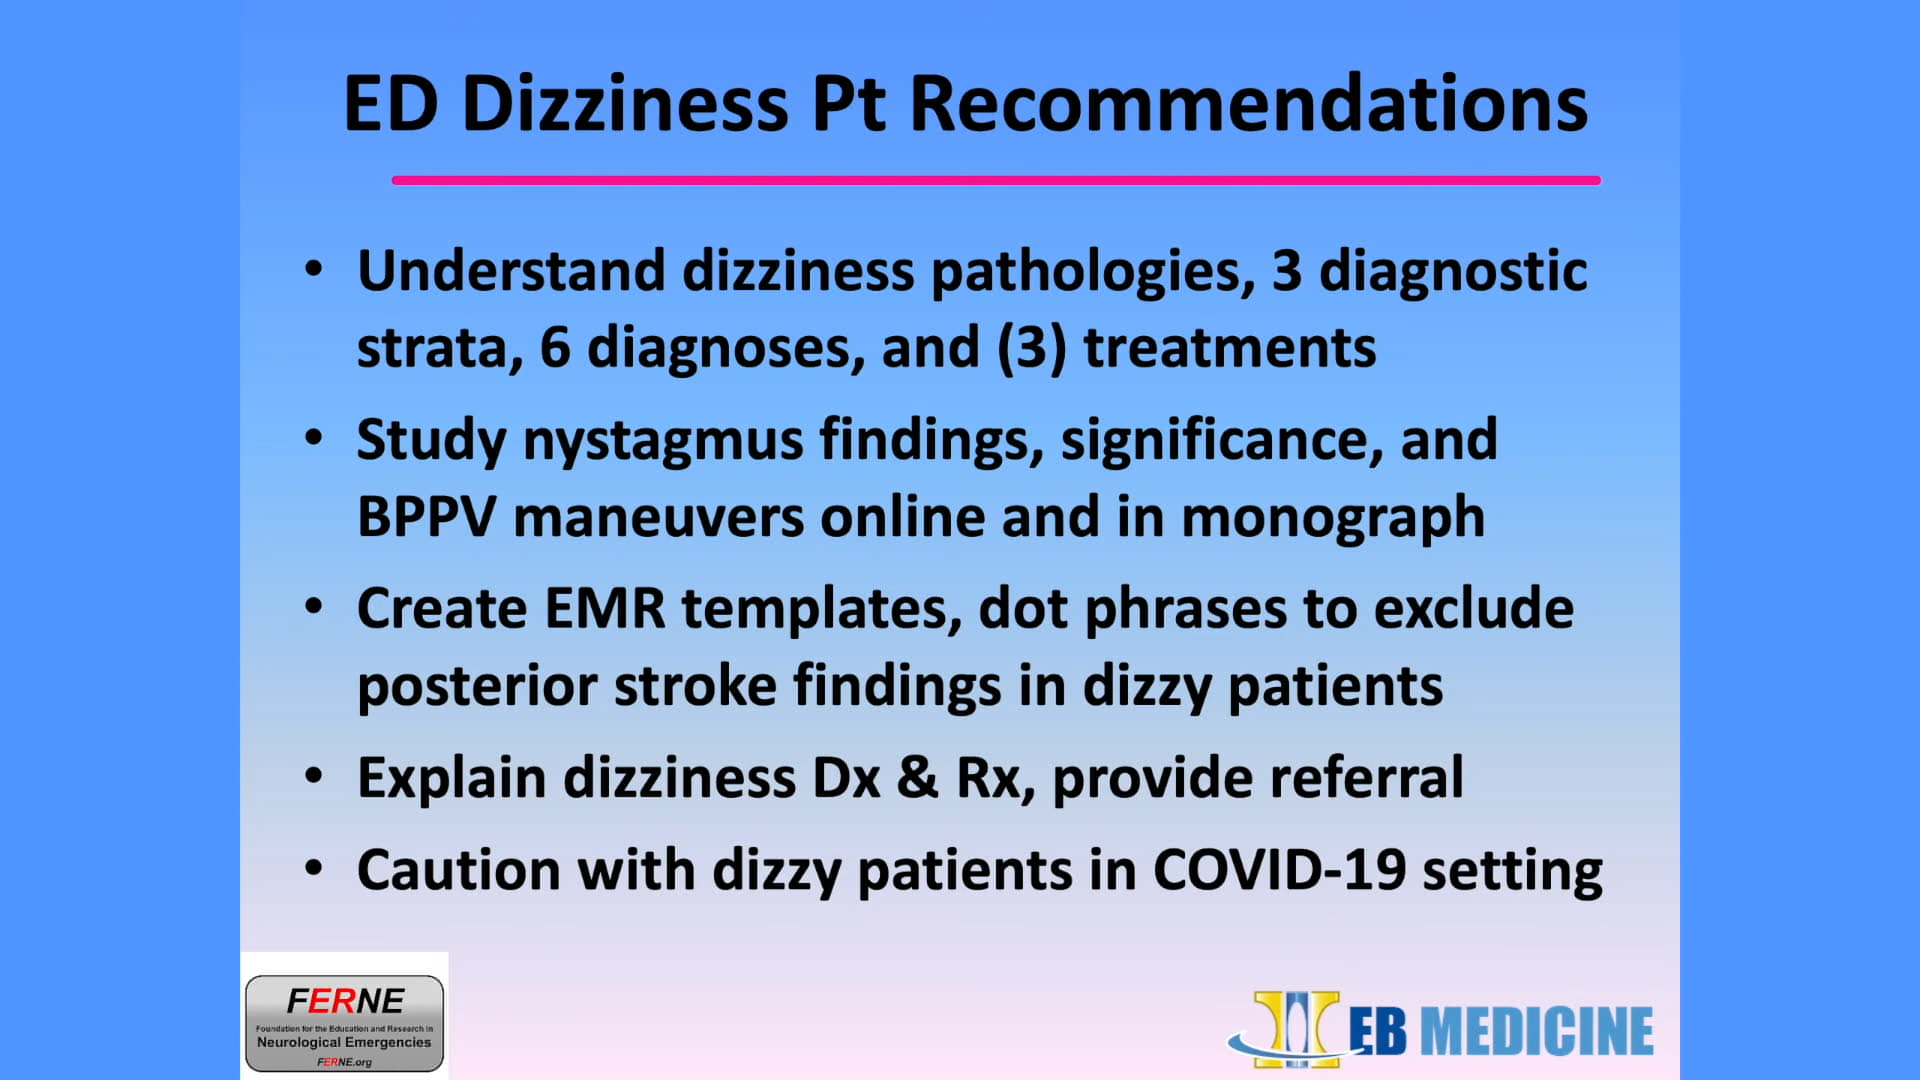 ED Dizziness Pt Recommendations
• Understand dizziness pathologies, 3 diagnostic
strata, 6 diagnoses, and (3) treatments
• Study nystagmus findings, significance, and
BPPV maneuvers online and in monograph
• Create EMR templates, dot phrases to exclude
posterior stroke findings in dizzy patients
• Explain dizziness Dx & Rx, provide referral
• Caution with dizzy patients in COVID-19 setting
FERNE
Foundation for the Education and Research in
Neurological Emergencies
FERNE.org
EB MEDICINE